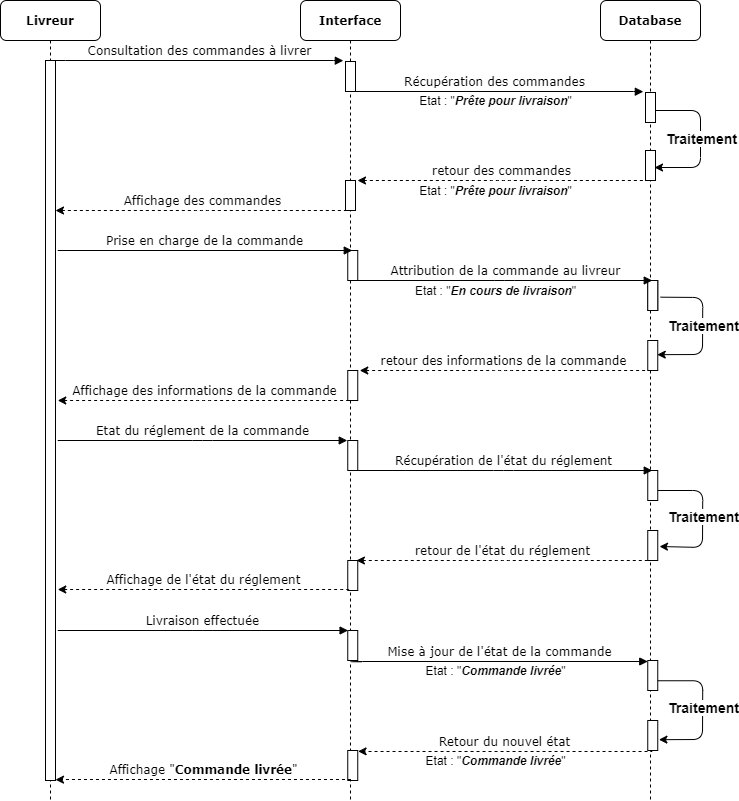 Livreur
Interface
Database
Consultation des commandes à livrer
Récupération des commandes
Etat : "Prête pour livraison"
Traitement
retour des commandes
Etat : "Prête pour livraison"
Affichage des commandes
Prise en charge de la commande
Attribution de la commande au livreur
Etat : "En cours de livraison"
Traitement
retour des informations de la commande
Affichage des informations de la commande
Etat du réglement de la commande
Récupération de l'état du réglement
Traitement
retour de l'état du réglement
Affichage de l'état du réglement
Livraison effectuée
Mise à jour de l'état de la commande
Etat : "Commande livrée"
Traitement
Retour du nouvel état
Etat : "Commande livrée"
Affichage "Commande livrée"